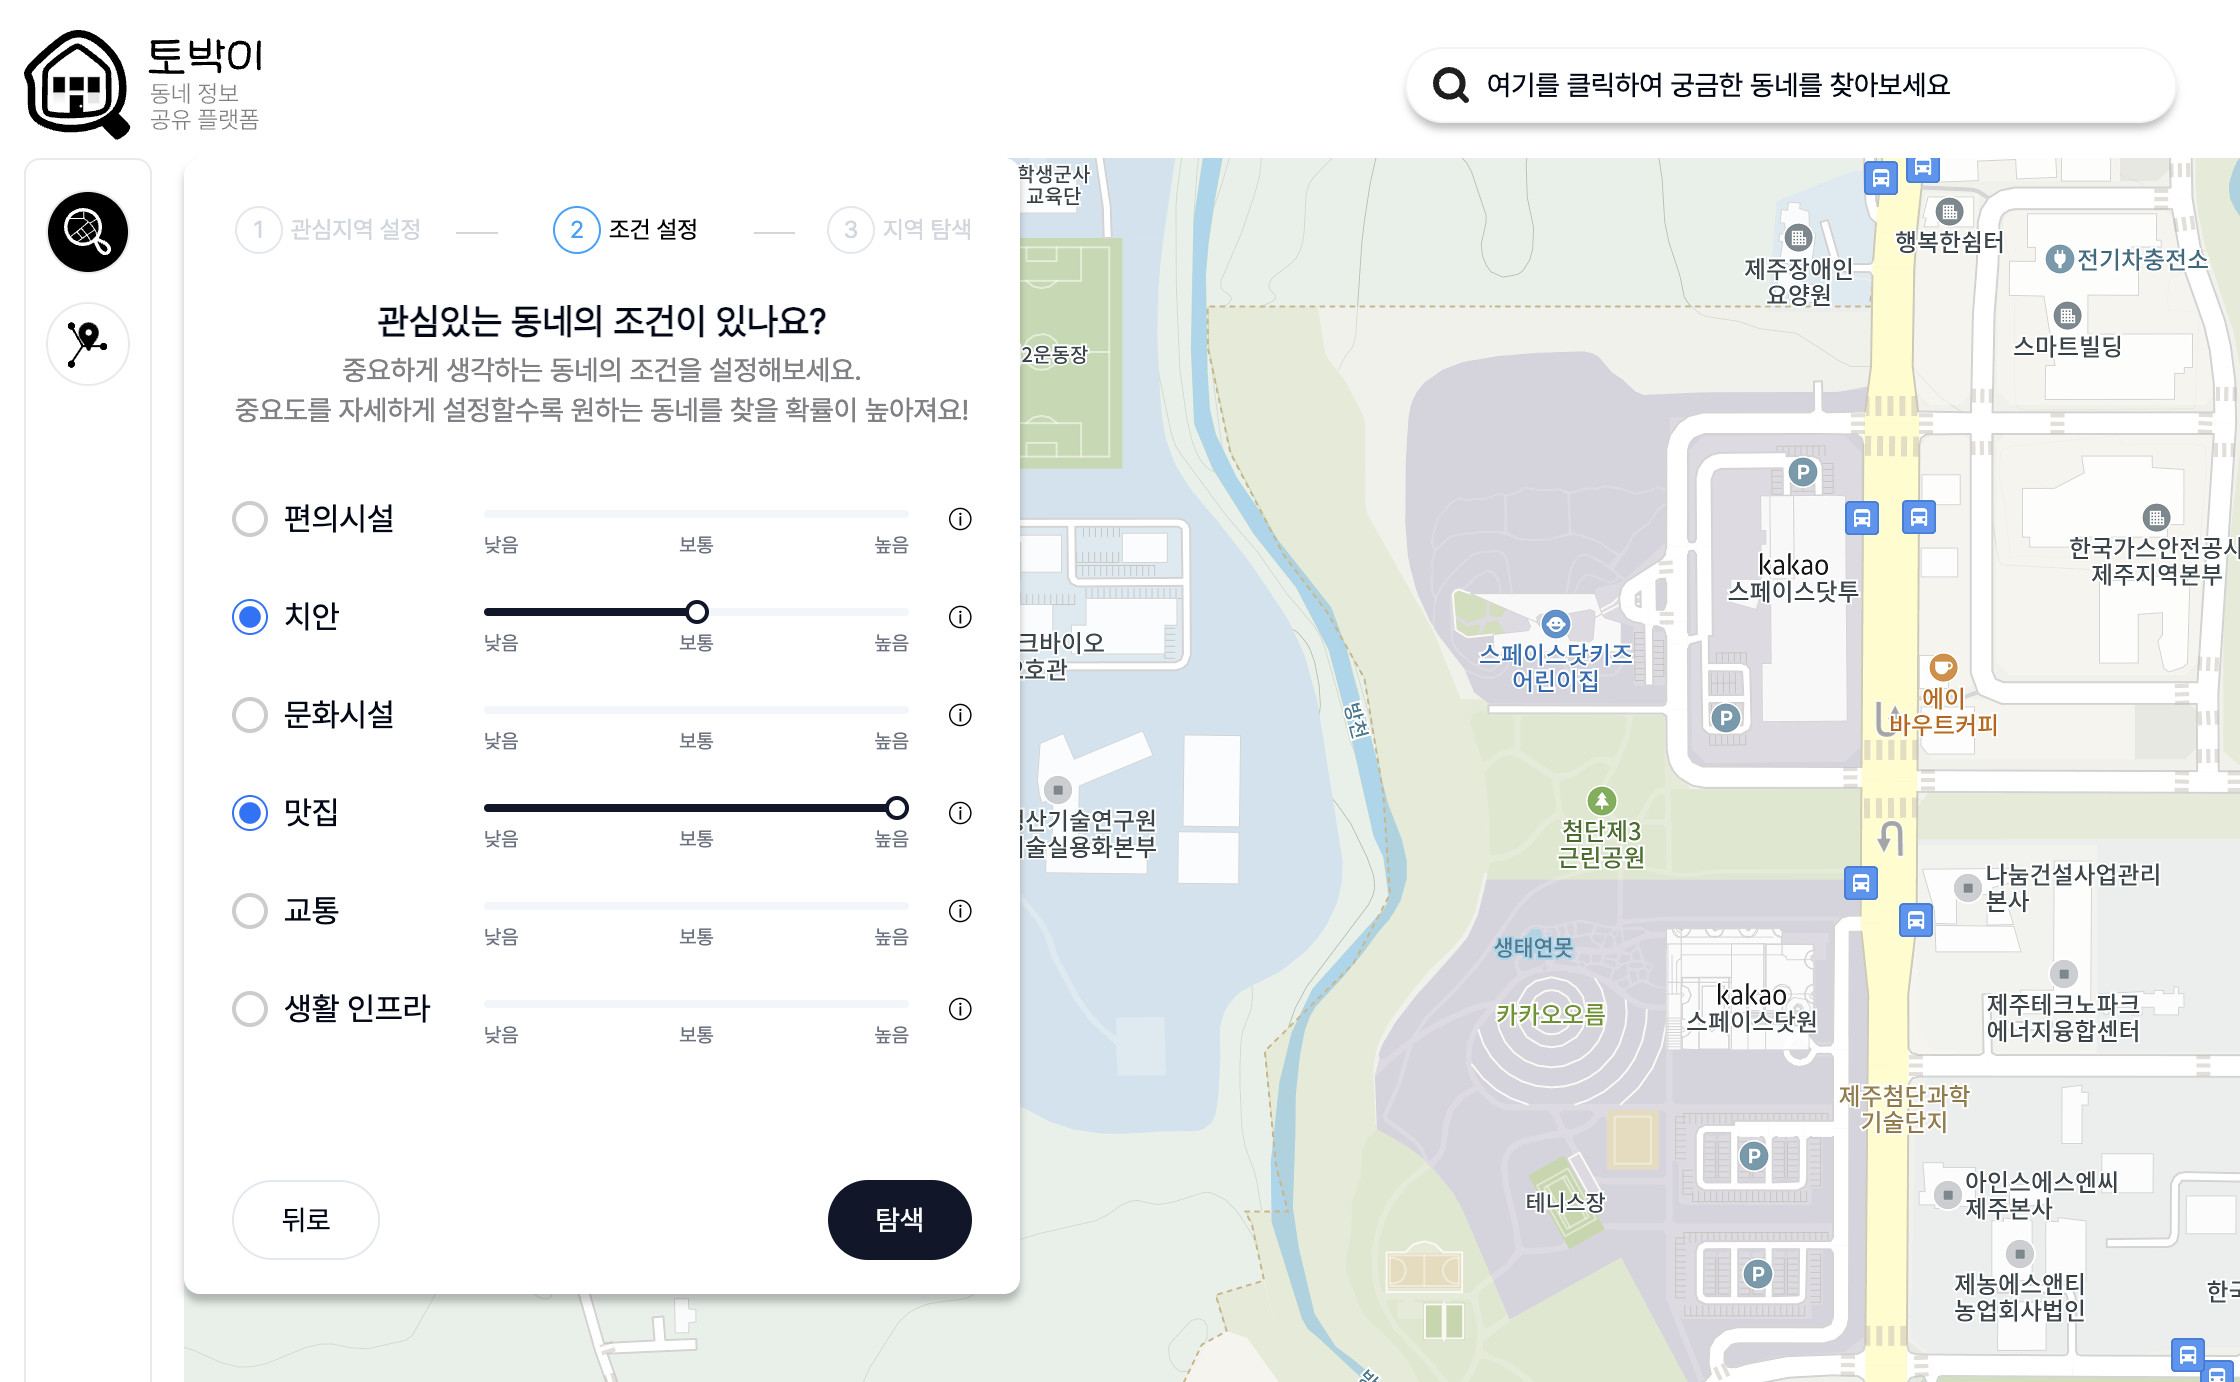 토박이
동네 정보
공유 플랫폼
여기를 클릭하여 궁금한 동네를 찾아보세요
1 관심지역 설정
2 조건 설정
3 지역 탐색
관심있는 동네의 조건이 있나요?
중요하게 생각하는 동네의 조건을 설정해보세요.
중요도를 자세하게 설정할수록 원하는 동네를 찾을 확률이 높아져요!
편의시설
낮음 보통 높음
치안
낮음 보통 높음
문화시설
낮음 보통 높음
맛집
낮음 보통 높음
교통
낮음 보통 높음
생활 인프라
낮음 보통 높음
뒤로
탐색
학생군사
교육단
2운동장
크바이오
호관
산기술연구원
술실용화본부
방천
제주장애인
요양원
행복한쉼터
전기차충전소
스마트빌딩
P
kakao
스페이스닷투
한국가스안전공사
제주지역본부
스페이스닷키즈
어린이집
P
에이
바우트커피
첨단제3
근린공원
나눔건설사업관리
본사
생태연못
카카오오름
kakao
스페이스닷원
제주테크노파크
에너지융합센터
제주첨단과학
기술단지
P
테니스장
아인스에스엔씨
제주본사
P
제농에스앤티
농업회사법인
한국